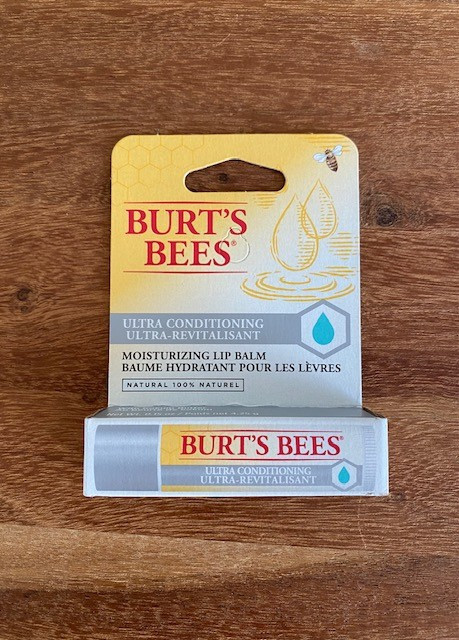 BURT'S
BEES®
ULTRA CONDITIONING
ULTRA-REVITALISANT
MOISTURIZING LIP BALM
BAUME HYDRATANT POUR LES LÈVRES
NATURAL 100% NATUREL
BURT'S BEES®
ULTRA CONDITIONING
ULTRA-REVITALISANT